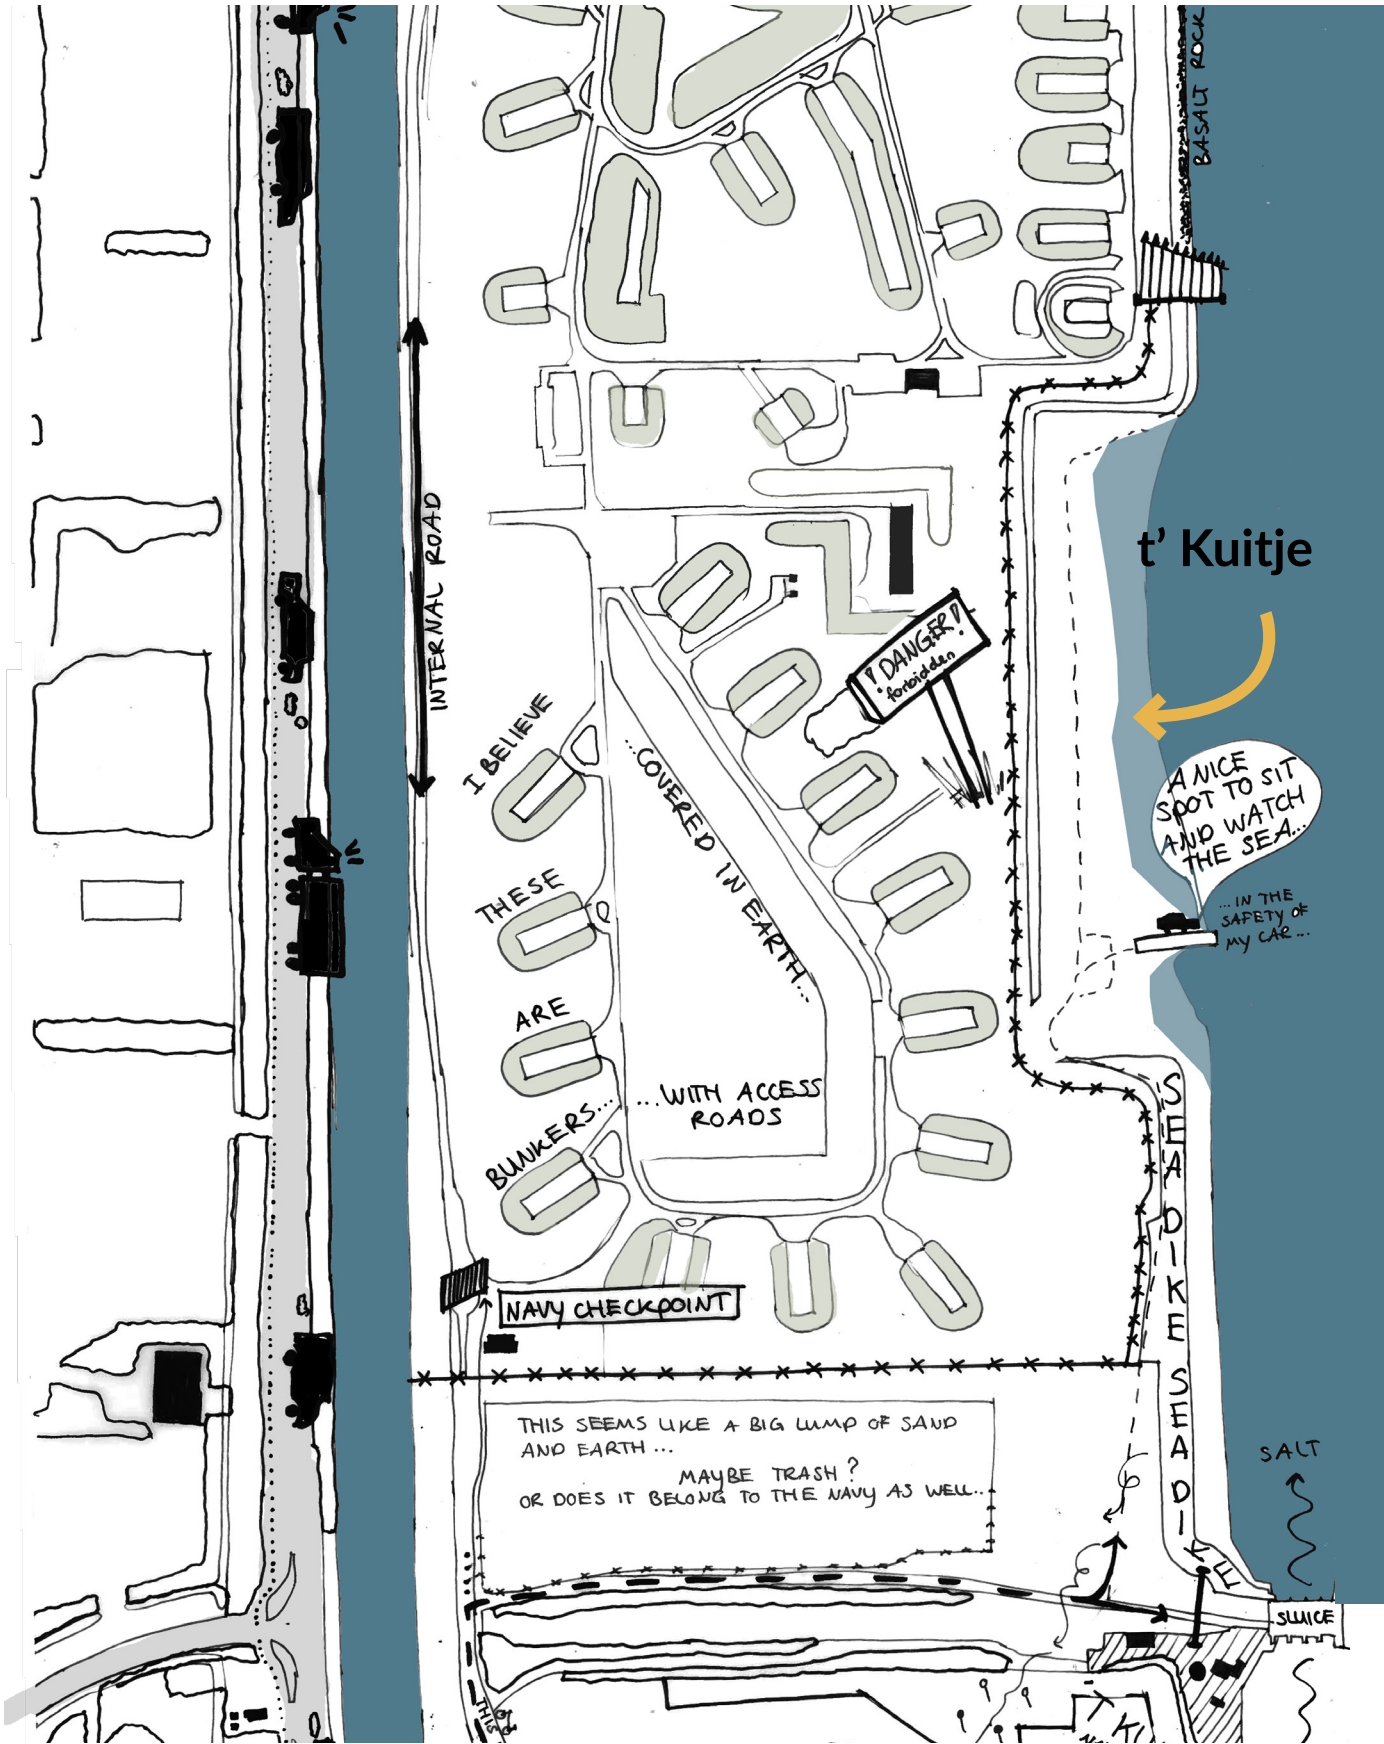 BASALT ROCK
INTERNAL ROAD
t’ Kuitje
! DANGER !
forbidden
A NICE
SPOT TO SIT
AND WATCH
THE SEA...
...IN THE
SAFETY OF
MY CAR...
I BELIEVE
THESE
ARE
BUNKERS...
...COVERED IN EARTH...
...WITH ACCESS
ROADS
NAVY CHECKPOINT
SEA DIKE SEA DIKE
THIS SEEMS LIKE A BIG LUMP OF SAND
AND EARTH...
MAYBE TRASH?
OR DOES IT BELONG TO THE NAVY AS WELL...
SALT
SLUICE
THIS